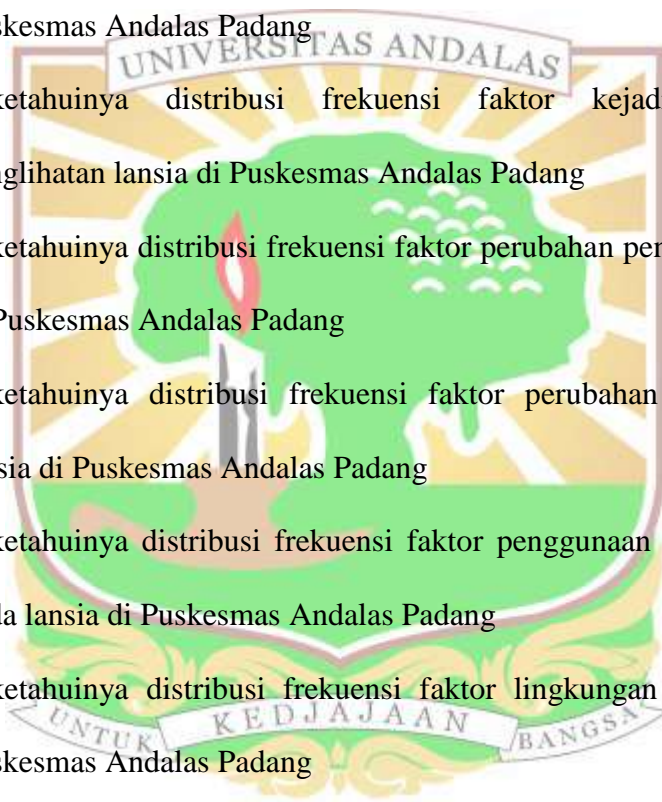 skesmas Andalas Padang
UNIVERSITAS ANDALAS
ketahuinya distribusi frekuensi faktor kejad
nglihatan lansia di Puskesmas Andalas Padang
ketahuinya distribusi frekuensi faktor perubahan pen
Puskesmas Andalas Padang
ketahuinya distribusi frekuensi faktor perubahan
sia di Puskesmas Andalas Padang
ketahuinya distribusi frekuensi faktor penggunaan
da lansia di Puskesmas Andalas Padang
ketahuinya distribusi frekuensi faktor lingkungan
UNTUK KEDJAJAAN BANGSA
skesmas Andalas Padang